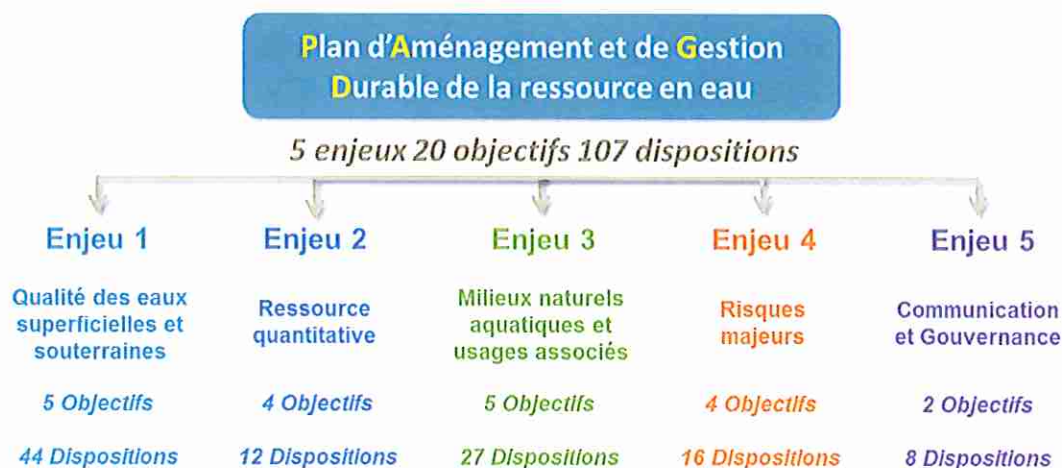 Plan d'Aménagement et de Gestion
Durable de la ressource en eau
5 enjeux 20 objectifs 107 dispositions
Enjeu 1
Qualité des eaux
superficielles et
souterraines
5 Objectifs
44 Dispositions
Enjeu 2
Ressource
quantitative
4 Objectifs
12 Dispositions
Enjeu 3
Milieux naturels
aquatiques et
usages associés
5 Objectifs
27 Dispositions
Enjeu 4
Risques
majeurs
4 Objectifs
16 Dispositions
Enjeu 5
Communication
et Gouvernance
2 Objectifs
8 Dispositions